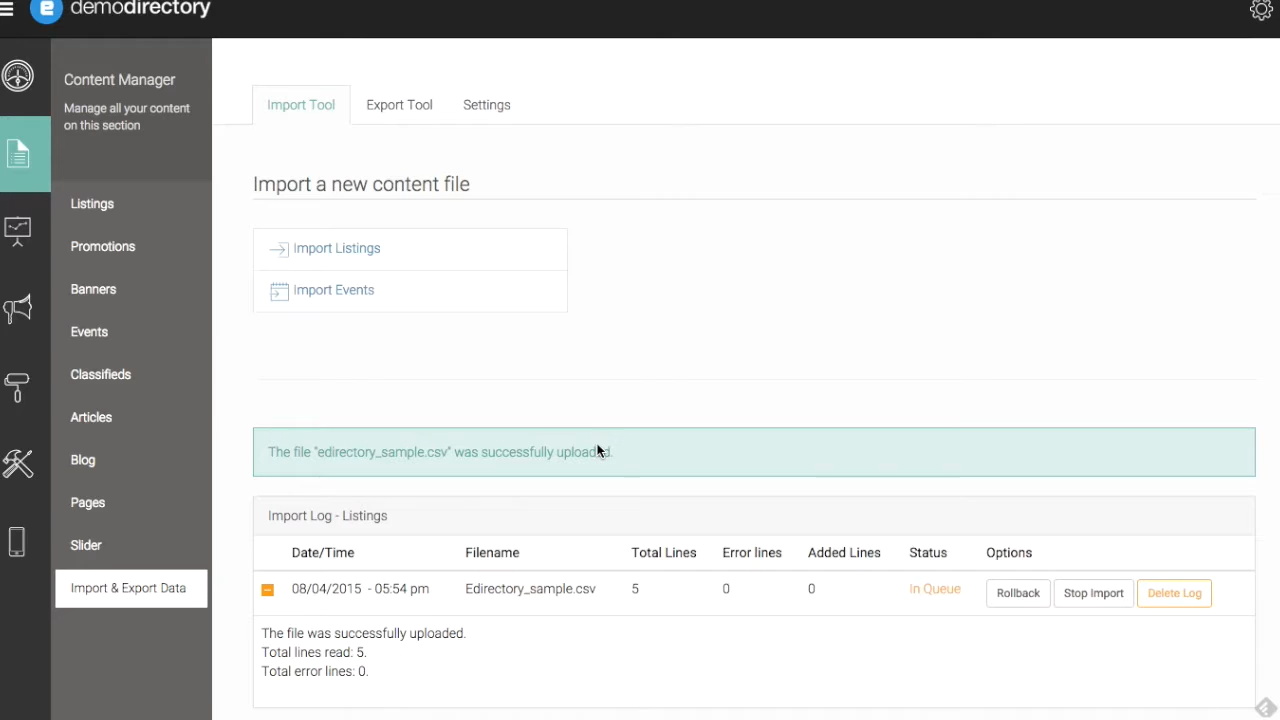 demodirectory
Content Manager
Manage all your content
on this section
Listings
Promotions
Banners
Events
Classifieds
Articles
Blog
Pages
Slider
Import & Export Data
Import Tool Export Tool Settings
Import a new content file
Import Listings
Import Events
The file "edirectory_sample.csv" was successfully uploaded.
Import Log - Listings
Date/Time Filename Total Lines Error lines Added Lines Status Options
08/04/2015 - 05:54 pm Edirectory_sample.csv 5 0 0 In Queue Rollback Stop Import Delete Log
The file was successfully uploaded.
Total lines read: 5.
Total error lines: 0.